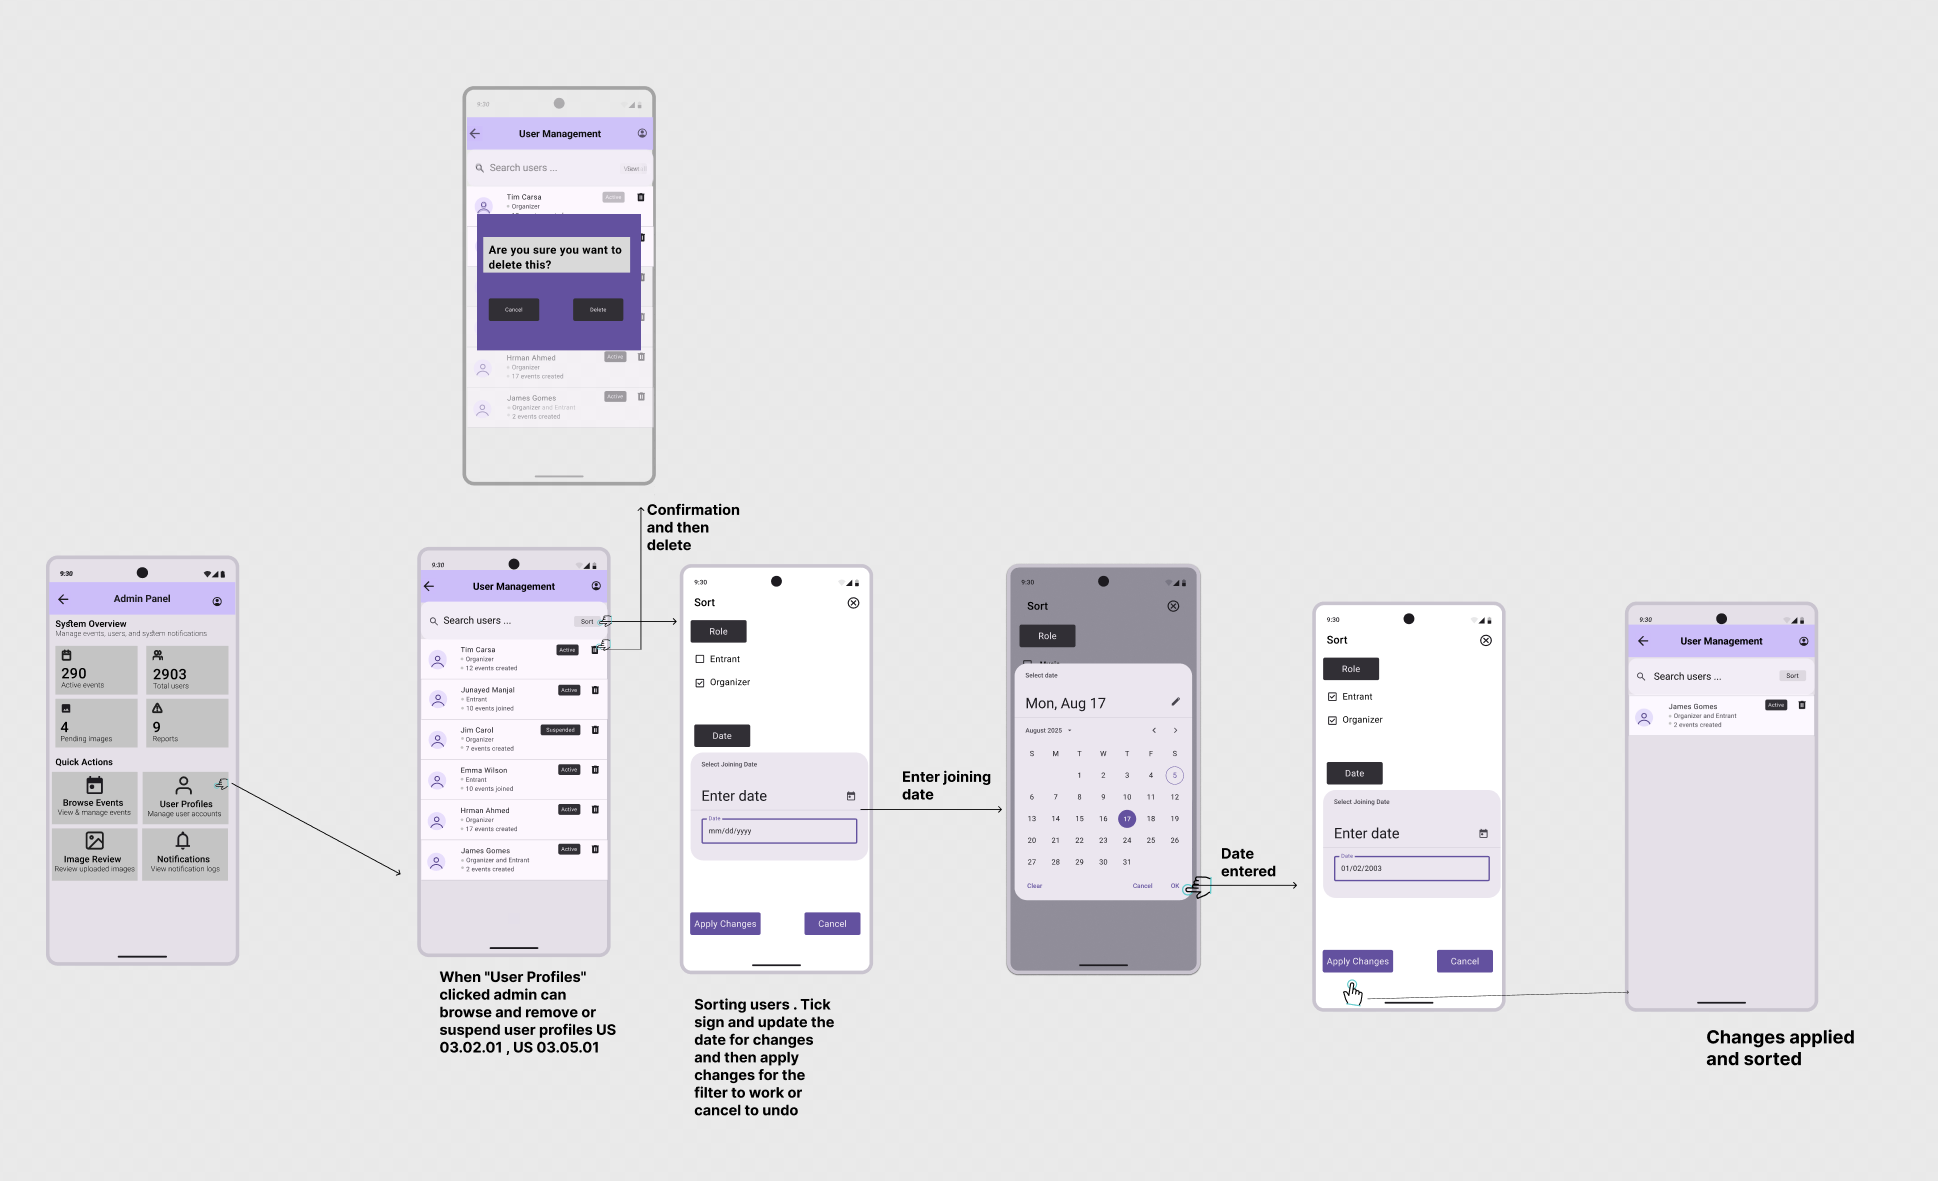 9:30
User Management
Search users ...
View
Tim Carsa
Active
Organizer
Are you sure you want to
delete this?
Cancel
Delete
Hrman Ahmed
Active
Organizer
17 events created
James Gomes
Active
Organizer and Entrant
2 events created
Confirmation
and then
delete
9:30
Admin Panel
System Overview
Manage events, users, and system notifications
290
Active events
2903
Total users
4
Pending images
9
Reports
Quick Actions
Browse Events
View & manage events
User Profiles
Manage user accounts
Image Review
Review uploaded images
Notifications
View notification logs
9:30
User Management
Search users ...
Sort
Tim Carsa
Active
Organizer
12 events created
Junayed Manjal
Active
Entrant
10 events joined
Jim Carol
Suspended
Organizer
7 events created
Emma Wilson
Active
Entrant
10 events joined
Hrman Ahmed
Active
Organizer
17 events created
James Gomes
Active
Organizer and Entrant
2 events created
When "User Profiles"
clicked admin can
browse and remove or
suspend user profiles US
03.02.01 , US 03.05.01
9:30
Sort
Role
Entrant
Organizer
Date
Select Joining Date
Enter date
Date
mm/dd/yyyy
Apply Changes
Cancel
Sorting users . Tick
sign and update the
date for changes
and then apply
changes for the
filter to work or
cancel to undo
Enter joining
date
9:30
Sort
Role
Select date
Mon, Aug 17
August 2025
S M T W T F S
1 2 3 4 5
6 7 8 9 10 11 12
13 14 15 16 17 18 19
20 21 22 23 24 25 26
27 28 29 30 31
Clear
Cancel
OK
Date
entered
9:30
Sort
Role
Entrant
Organizer
Date
Select Joining Date
Enter date
Date
01/02/2003
Apply Changes
Cancel
9:30
User Management
Search users ...
Sort
James Gomes
Active
Organizer and Entrant
2 events created
Changes applied
and sorted